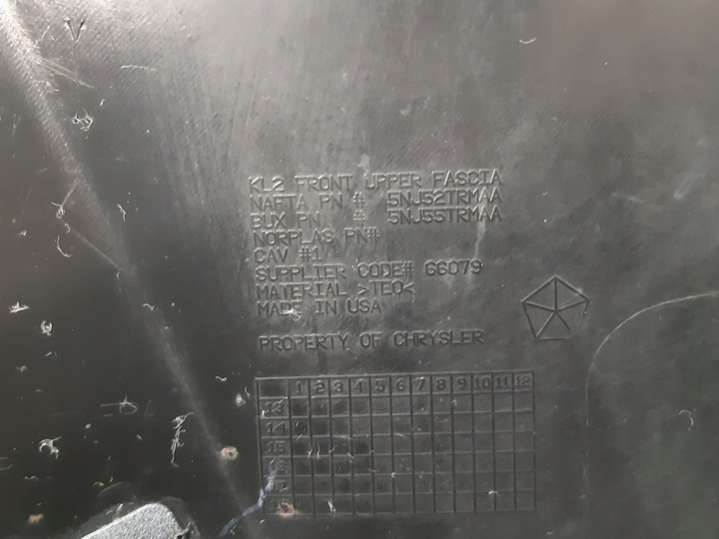 KL2 FRONT UPPER FASCIA
NAFTA PN # 5NJ52TRMAA
BUX PN # 5NJ55TRMAA
NORPLAS PN#
CAV #1
SUPPLIER CODE# 66079
MATERIAL >TEO<
MADE IN USA
PROPERTY OF CHRYSLER
1 2 3 4 5 6 7 8 9 10 11 12
13
14
15